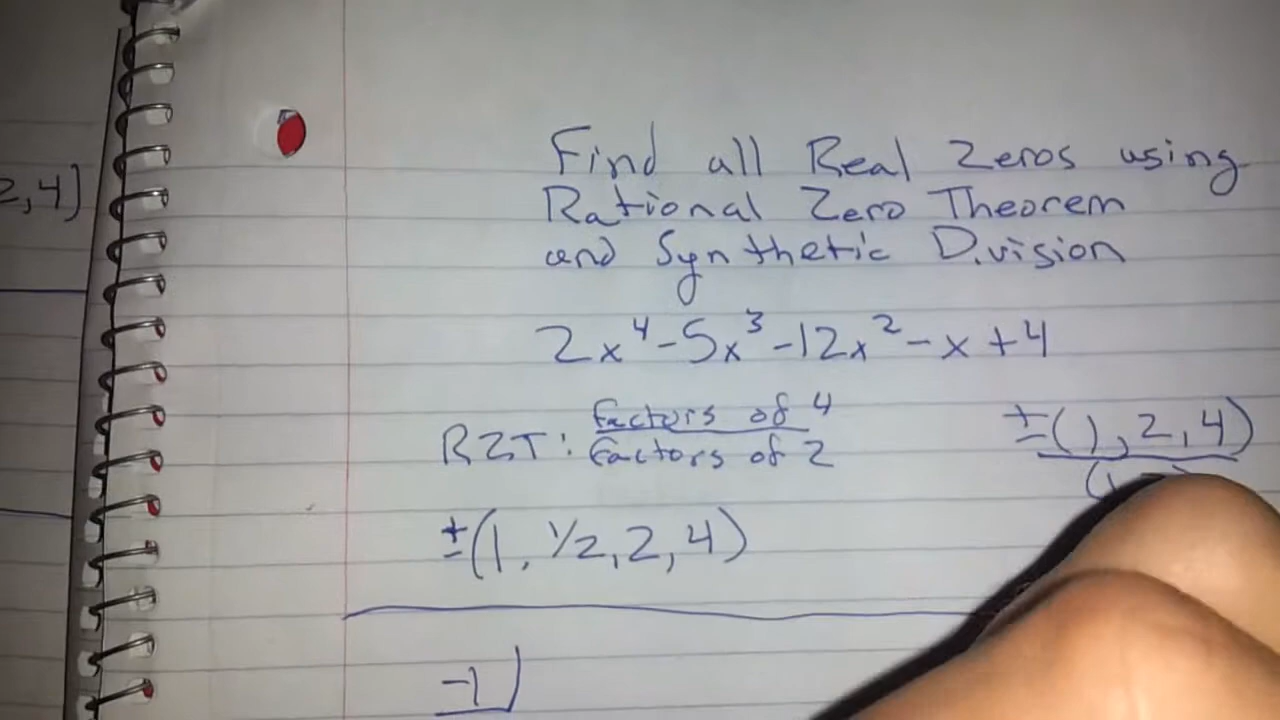 2,4)
Find all Real Zeros using
Rational Zero Theorem
and Synthetic Division
2x⁴-5x³-12x²-x+4
RZT: factors of 4
factors of 2
±(1,2,4)
(1
±(1, 1/2, 2, 4)
-1